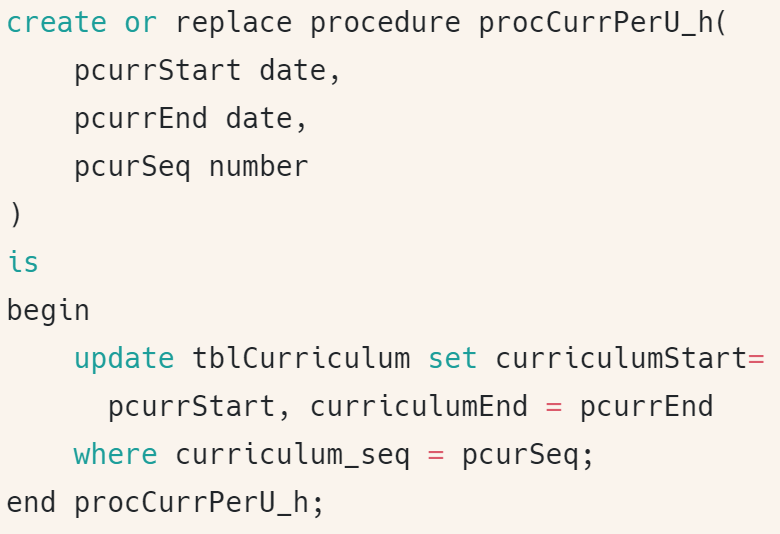 create or replace procedure procCurrPerU_h(
    pcurrStart date,
    pcurrEnd date,
    pcurSeq number
)
is
begin
    update tblCurriculum set curriculumStart=
      pcurrStart, curriculumEnd = pcurrEnd
    where curriculum_seq = pcurSeq;
end procCurrPerU_h;